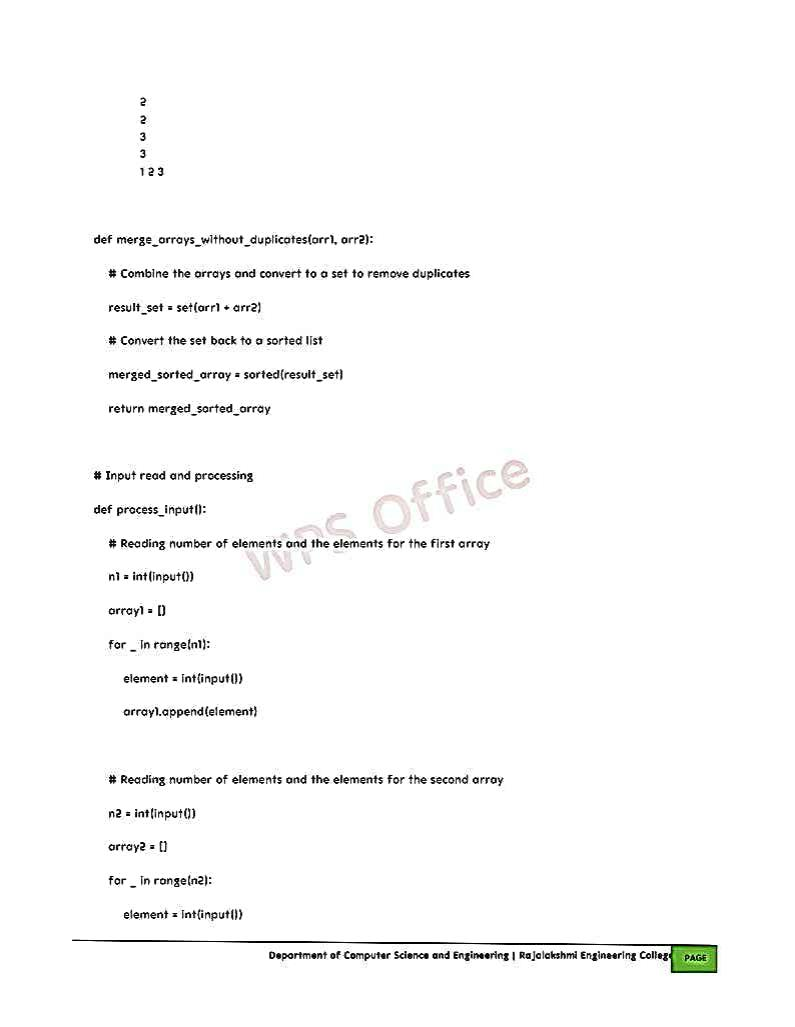 2
2
3
3
1 2 3
def merge_arrays_without_duplicates(arr1, arr2):
# Combine the arrays and convert to a set to remove duplicates
result_set = set(arr1 + arr2)
# Convert the set back to a sorted list
merged_sorted_array = sorted(result_set)
return merged_sorted_array
# Input read and processing
def process_input():
# Reading number of elements and the elements for the first array
n1 = int(input())
array1 = []
for _ in range(n1):
element = int(input())
array1.append(element)
# Reading number of elements and the elements for the second array
n2 = int(input())
array2 = []
for _ in range(n2):
element = int(input())
WPS Office
Department of Computer Science and Engineering | Rajalakshmi Engineering College
PAGE